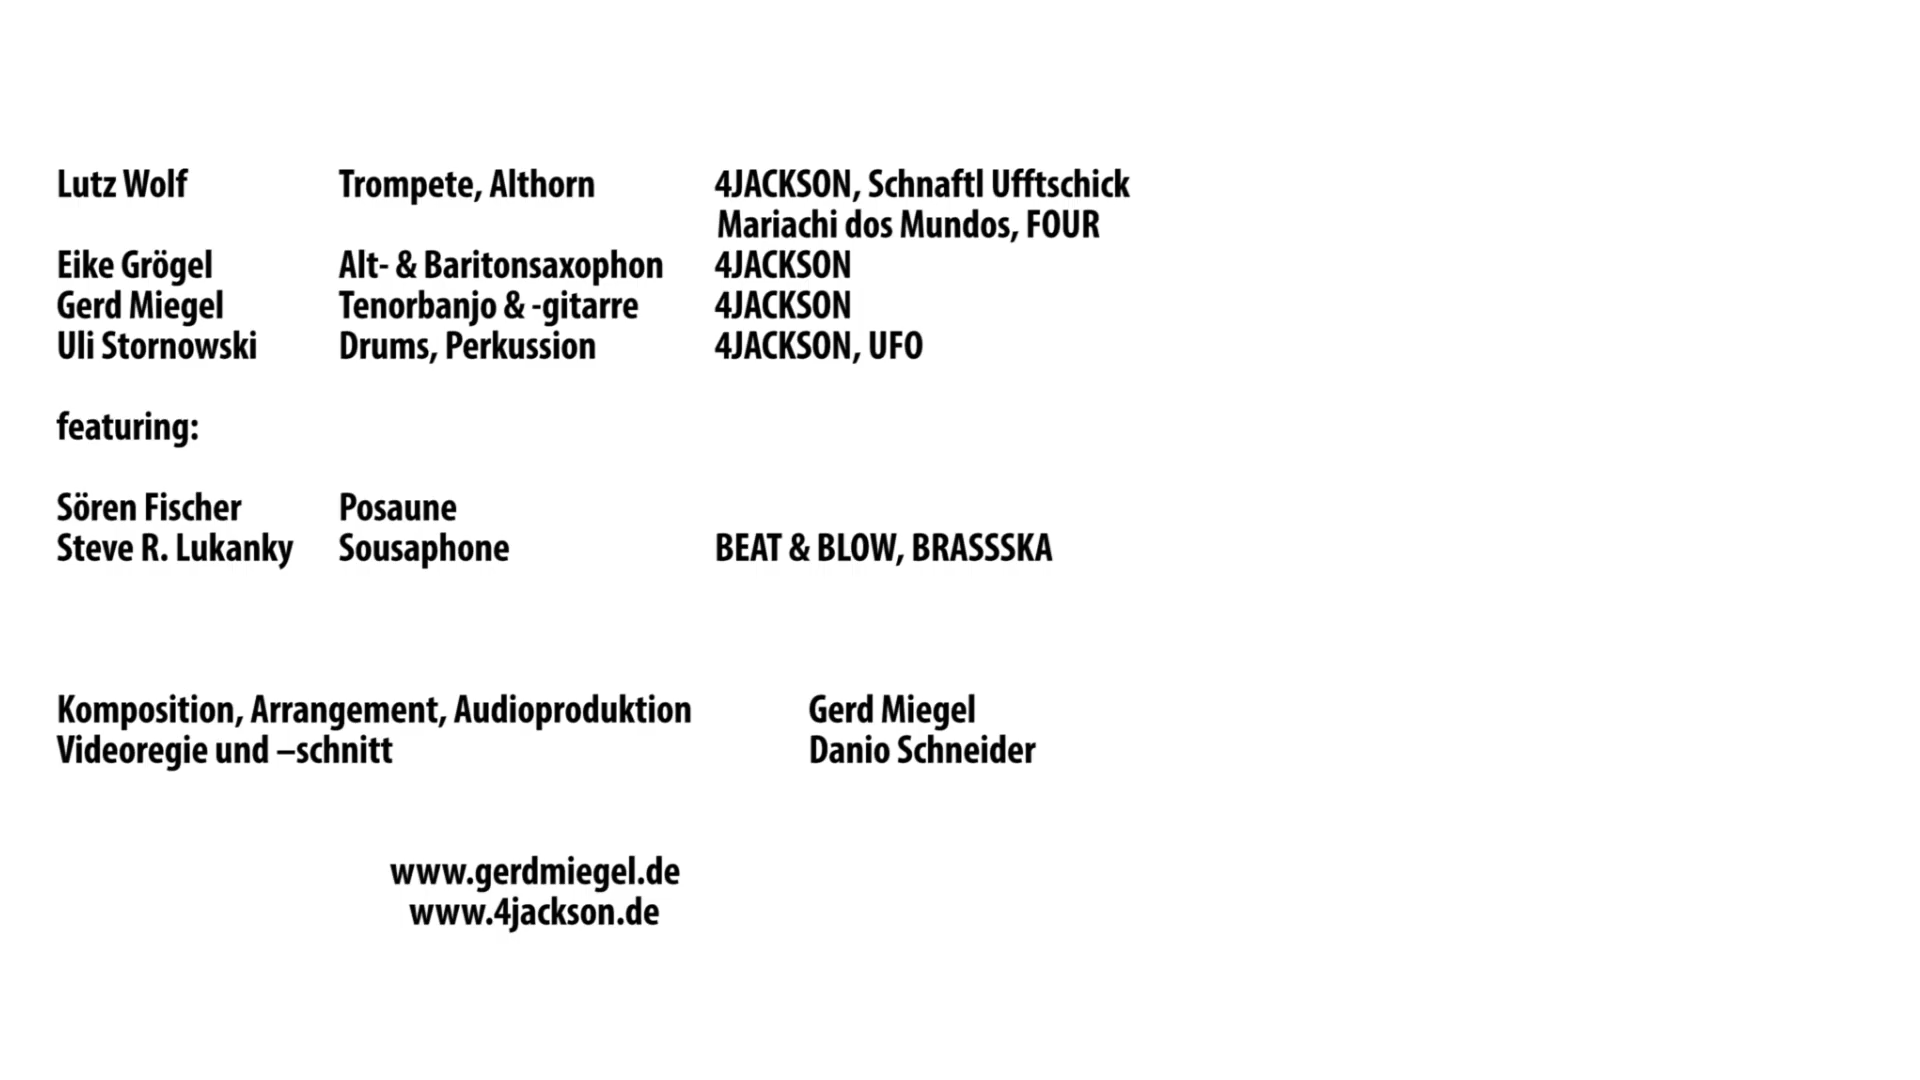 Lutz Wolf Trompete, Althorn 4JACKSON, Schnaftl Ufftschick
Mariachi dos Mundos, FOUR
Eike Grögel Alt- & Baritonsaxophon 4JACKSON
Gerd Miegel Tenorbanjo & -gitarre 4JACKSON
Uli Stornowski Drums, Perkussion 4JACKSON, UFO
featuring:
Sören Fischer Posaune
Steve R. Lukanky Sousaphone BEAT & BLOW, BRASSSKA
Komposition, Arrangement, Audioproduktion Gerd Miegel
Videoregie und –schnitt Danio Schneider
www.gerdmiegel.de
www.4jackson.de